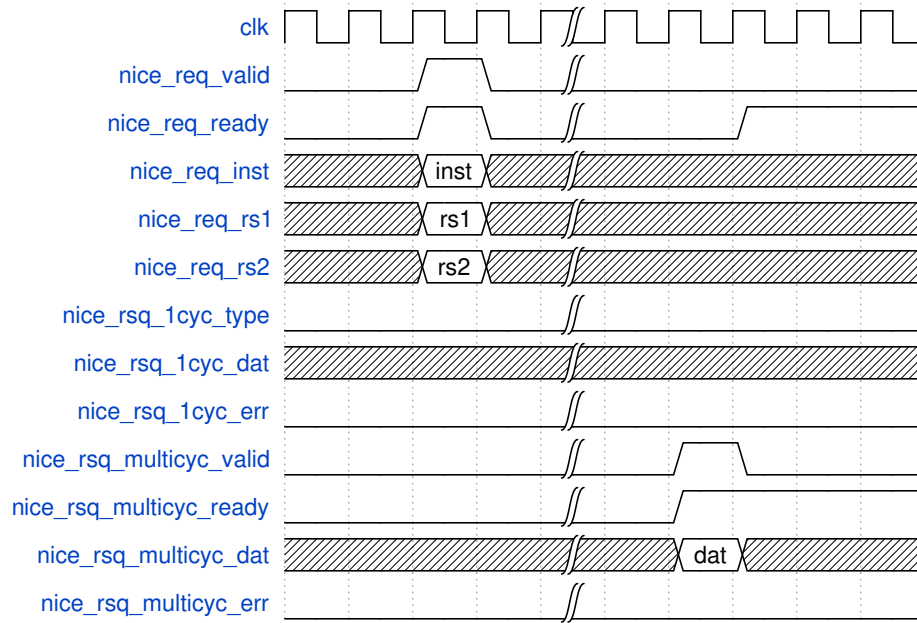 clk
nice_req_valid
nice_req_ready
nice_req_inst
inst
nice_req_rs1
rs1
nice_req_rs2
rs2
nice_rsq_1cyc_type
nice_rsq_1cyc_dat
nice_rsq_1cyc_err
nice_rsq_multicyc_valid
nice_rsq_multicyc_ready
nice_rsq_multicyc_dat
dat
nice_rsq_multicyc_err